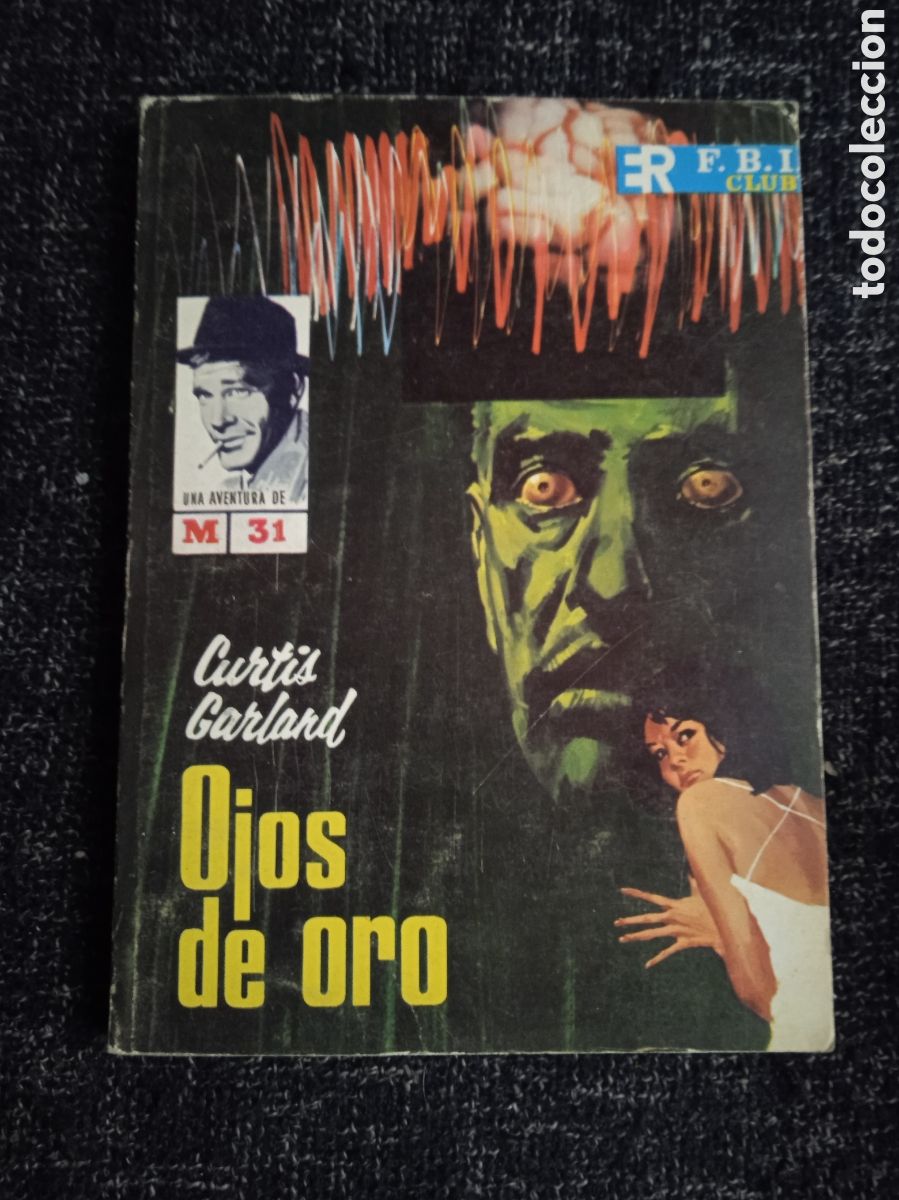 ER F. B. I.
CLUB
UNA AVENTURA DE
M 31
Curtis
Garland
Ojos
de oro
todocoleccion